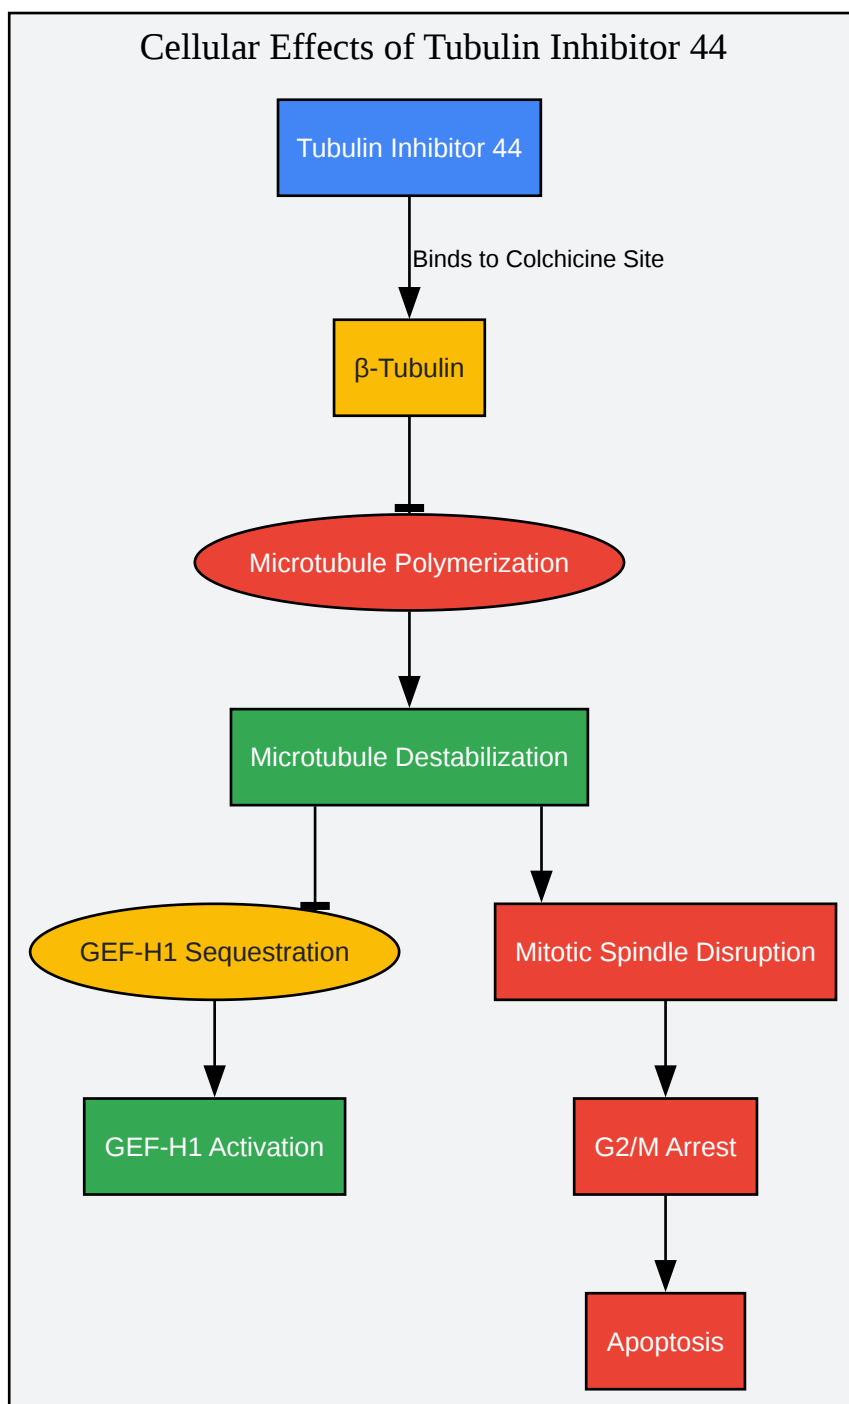 Cellular Effects of Tubulin Inhibitor 44
Tubulin Inhibitor 44
Binds to Colchicine Site
β-Tubulin
Microtubule Polymerization
Microtubule Destabilization
GEF-H1 Sequestration
Mitotic Spindle Disruption
GEF-H1 Activation
G2/M Arrest
Apoptosis